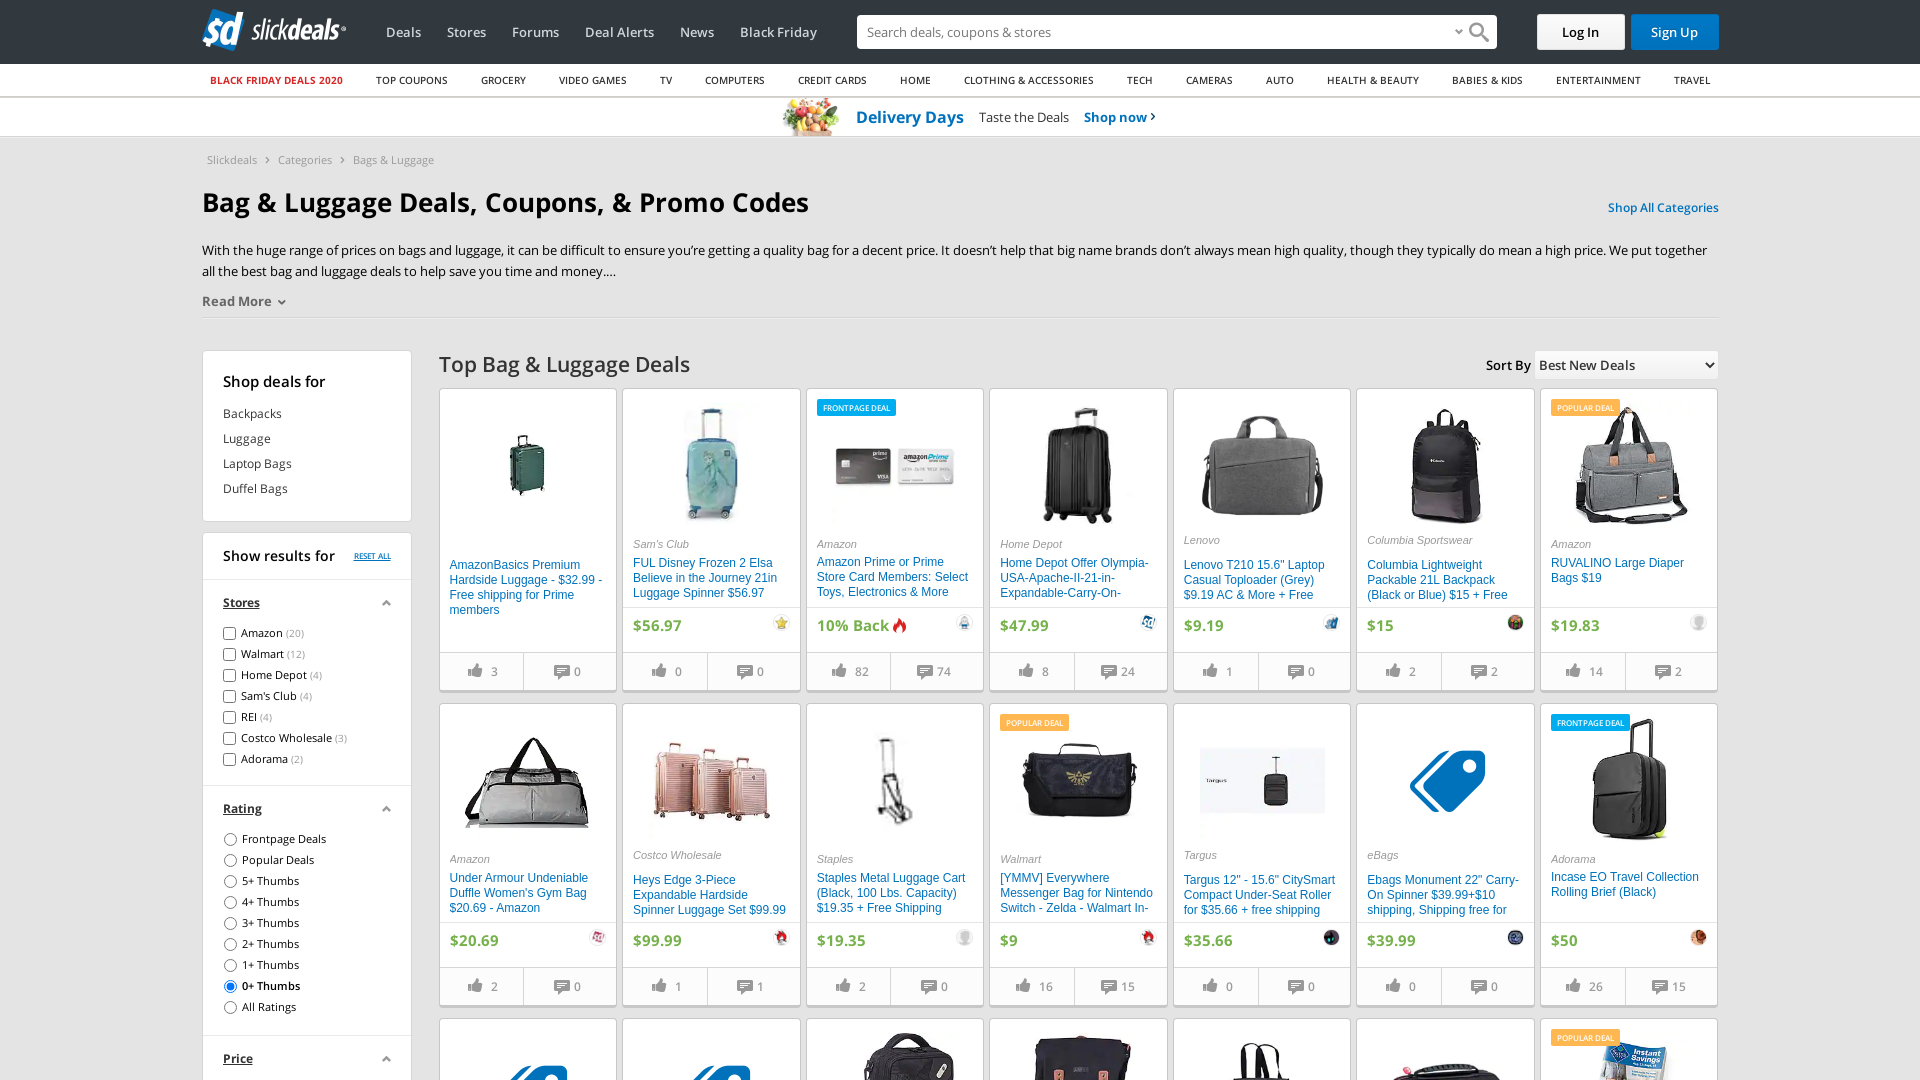 slickdeals
Deals
Stores
Forums
Deal Alerts
News
Black Friday
Search deals, coupons & stores
Log In
Sign Up
BLACK FRIDAY DEALS 2020
TOP COUPONS
GROCERY
VIDEO GAMES
TV
COMPUTERS
CREDIT CARDS
HOME
CLOTHING & ACCESSORIES
TECH
CAMERAS
AUTO
HEALTH & BEAUTY
BABIES & KIDS
ENTERTAINMENT
TRAVEL
Delivery Days Taste the Deals Shop now
Slickdeals > Categories > Bags & Luggage
Bag & Luggage Deals, Coupons, & Promo Codes
Shop All Categories
With the huge range of prices on bags and luggage, it can be difficult to ensure you’re getting a quality bag for a decent price. It doesn’t help that big name brands don’t always mean high quality, though they typically do mean a high price. We put together
all the best bag and luggage deals to help save you time and money....
Read More
Shop deals for
Backpacks
Luggage
Laptop Bags
Duffel Bags
Show results for
RESET ALL
Stores
Amazon (20)
Walmart (12)
Home Depot (4)
Sam's Club (4)
REI (4)
Costco Wholesale (3)
Adorama (2)
Rating
Frontpage Deals
Popular Deals
5+ Thumbs
4+ Thumbs
3+ Thumbs
2+ Thumbs
1+ Thumbs
0+ Thumbs
All Ratings
Price
Top Bag & Luggage Deals
Sort By Best New Deals
AmazonBasics Premium
Hardside Luggage - $32.99 -
Free shipping for Prime
members
3
0
Sam's Club
FUL Disney Frozen 2 Elsa
Believe in the Journey 21in
Luggage Spinner $56.97
$56.97
0
0
FRONTPAGE DEAL
Amazon
Amazon Prime or Prime
Store Card Members: Select
Toys, Electronics & More
10% Back
82
74
Home Depot
Home Depot Offer Olympia-
USA-Apache-II-21-in-
Expandable-Carry-On-
$47.99
8
24
Lenovo
Lenovo T210 15.6" Laptop
Casual Toploader (Grey)
$9.19 AC & More + Free
$9.19
1
0
Columbia Sportswear
Columbia Lightweight
Packable 21L Backpack
(Black or Blue) $15 + Free
$15
2
2
POPULAR DEAL
Amazon
RUVALINO Large Diaper
Bags $19
$19.83
14
2
Amazon
Under Armour Undeniable
Duffle Women's Gym Bag
$20.69 - Amazon
$20.69
2
0
Costco Wholesale
Heys Edge 3-Piece
Expandable Hardside
Spinner Luggage Set $99.99
$99.99
1
1
Staples
Staples Metal Luggage Cart
(Black, 100 Lbs. Capacity)
$19.35 + Free Shipping
$19.35
2
0
POPULAR DEAL
Walmart
[YMMV] Everywhere
Messenger Bag for Nintendo
Switch - Zelda - Walmart In-
$9
16
15
Targus
Targus
Targus 12" - 15.6" CitySmart
Compact Under-Seat Roller
for $35.66 + free shipping
$35.66
0
0
eBags
Ebags Monument 22" Carry-
On Spinner $39.99+$10
shipping, Shipping free for
$39.99
0
0
FRONTPAGE DEAL
Adorama
Incase EO Travel Collection
Rolling Brief (Black)
$50
26
15
POPULAR DEAL
Instant
Savings